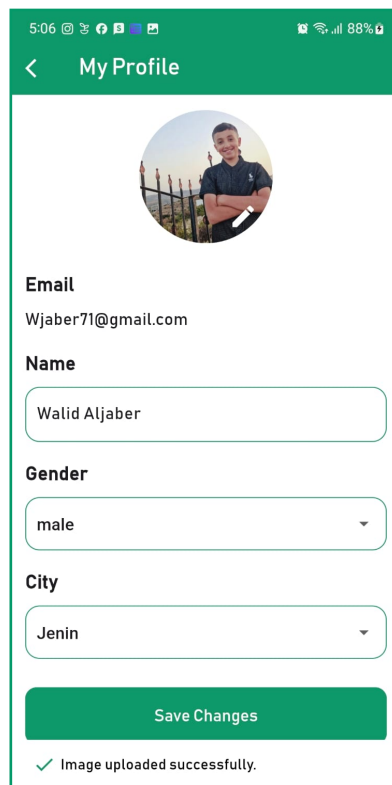 5:06 88%
My Profile
Email
Wjaber71@gmail.com
Name
Walid Aljaber
Gender
male
City
Jenin
Save Changes
Image uploaded successfully.